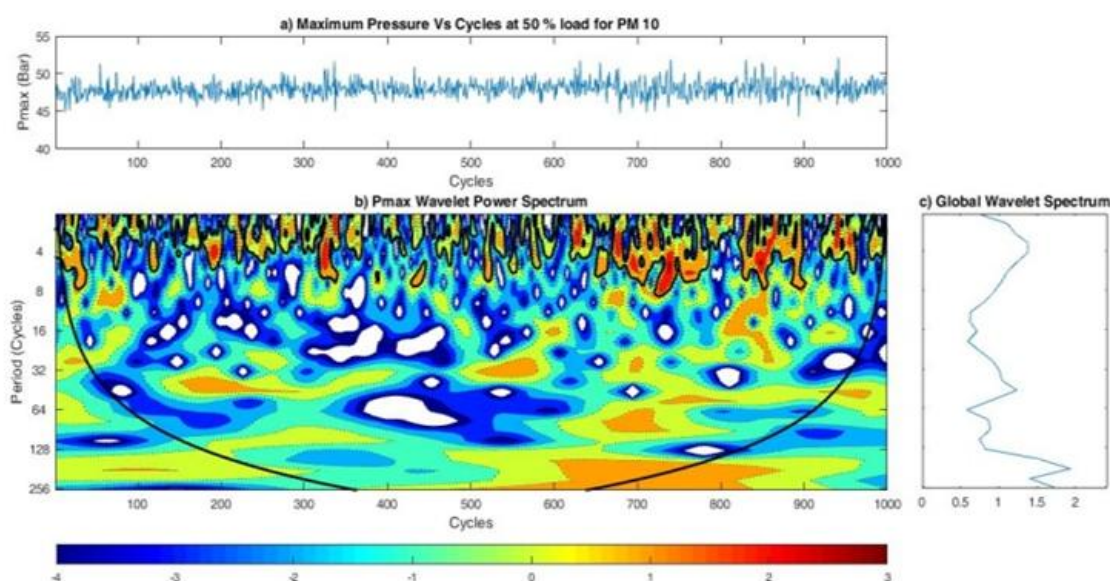 a) Maximum Pressure Vs Cycles at 50 % load for PM 10
55
50
45
40
Pmax (Bar)
100 200 300 400 500 600 700 800 900 1000
Cycles
b) Pmax Wavelet Power Spectrum
c) Global Wavelet Spectrum
4
8
16
32
64
128
256
Period (Cycles)
100 200 300 400 500 600 700 800 900 1000
0 0.5 1 1.5 2
Cycles
-4 -3 -2 -1 0 1 2 3